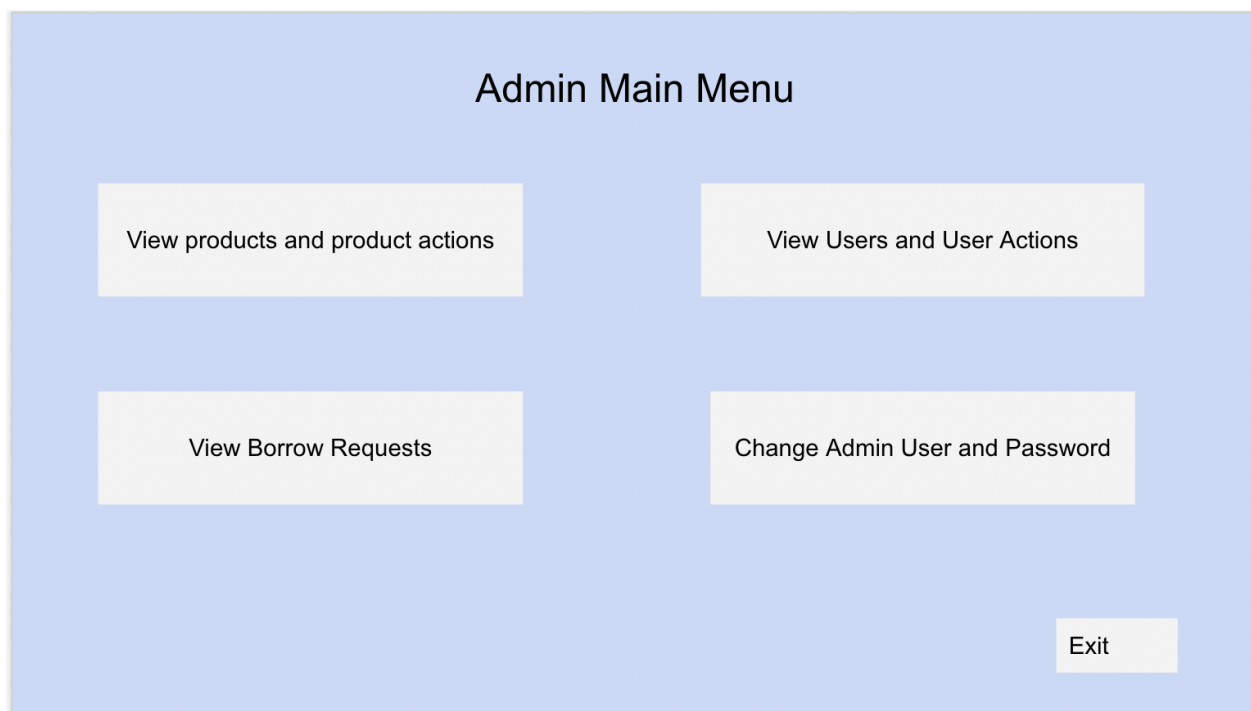 Admin Main Menu
View products and product actions
View Users and User Actions
View Borrow Requests
Change Admin User and Password
Exit